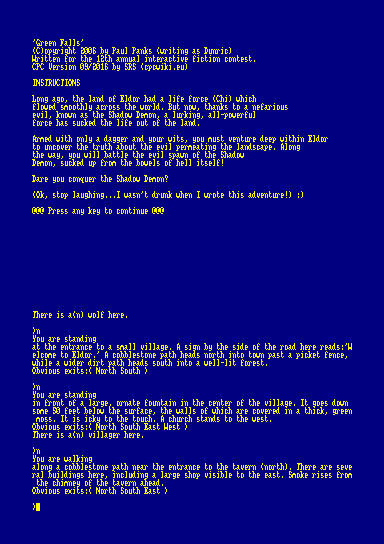 'Green Falls'
(C)opyright 2006 by Paul Panks (writing as Dunric)
Written for the 12th annual interactive fiction contest.
CPC Version 09/2016 by SRS (cpcwiki.eu)
INSTRUCTIONS
Long ago, the land of Eldor had a life force (Chi) which
flowed smoothly across the world. But now, thanks to a nefarious
evil, known as the Shadow Demon, a lurking, all-powerful
force has sucked the life out of the land.
Armed with only a dagger and your wits, you must venture deep within Eldor
to uncover the truth about the evil permeating the landscape. Along
the way, you will battle the evil spawn of the Shadow
Demon, sucked up from the bowels of hell itself!
Dare you conquer the Shadow Demon?
(Ok, stop laughing...I wasn't drunk when I wrote this adventure!) :)
@@@ Press any key to continue @@@
There is a(n) wolf here.
>n
You are standing
at the entrance to a small village. A sign by the side of the road here reads:'W
elcome to Eldor.' A cobblestone path heads north into town past a picket fence,
while a wider dirt path heads south into a well-lit forest.
Obvious exits:< North South >
>n
You are standing
in front of a large, ornate fountain in the center of the village. It goes down
some 50 feet below the surface, the walls of which are covered in a thick, green
moss. It is icky to the touch. A church stands to the west.
Obvious exits:< North South East West >
There is a(n) villager here.
>n
You are walking
along a cobblestone path near the entrance to the tavern (north). There are seve
ral buildings here, including a large shop visible to the east. Smoke rises from
the chimney of the tavern ahead.
Obvious exits:< North South East >
>